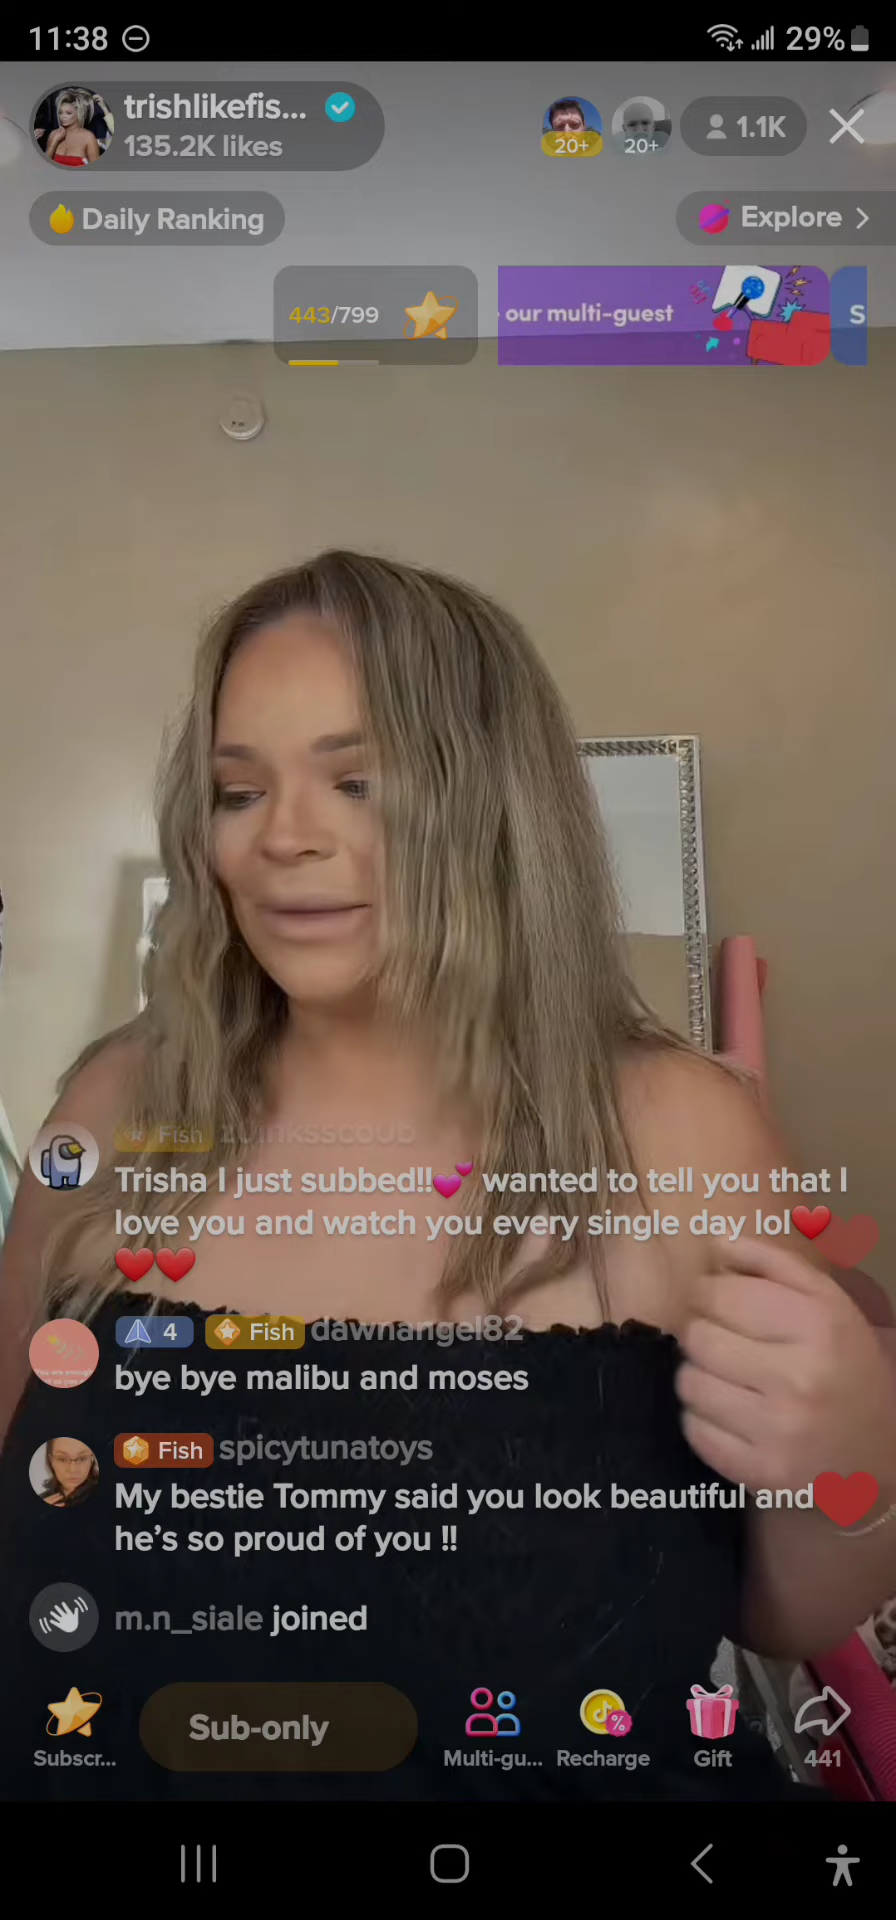 11:38
29%
trishlikefis...
135.2K likes
20+
20+
1.1K
Daily Ranking
Explore >
443/799
our multi-guest
S
Fish
Trisha I just subbed!!💕 wanted to tell you that I
love you and watch you every single day lol❤️
❤️❤️
4 Fish dawnangel82
bye bye malibu and moses
Fish spicytunatoys
My bestie Tommy said you look beautiful and
he’s so proud of you !!
m.n_siale joined
Subscr...
Sub-only
Multi-gu...
Recharge
Gift
441